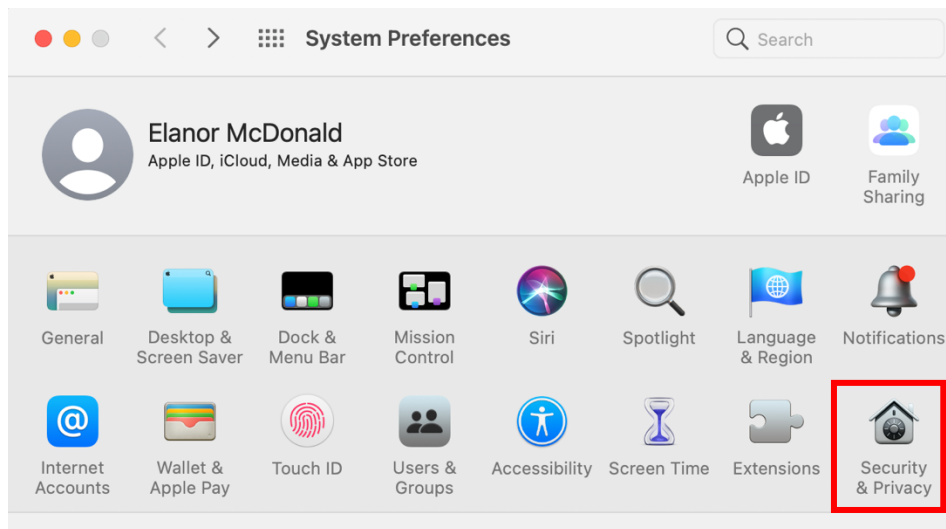 System Preferences
Search
Elanor McDonald
Apple ID, iCloud, Media & App Store
Apple ID
Family
Sharing
General
Desktop &
Screen Saver
Dock &
Menu Bar
Mission
Control
Siri
Spotlight
Language
& Region
Notifications
@
Internet
Accounts
Wallet &
Apple Pay
Touch ID
Users &
Groups
Accessibility
Screen Time
Extensions
Security
& Privacy